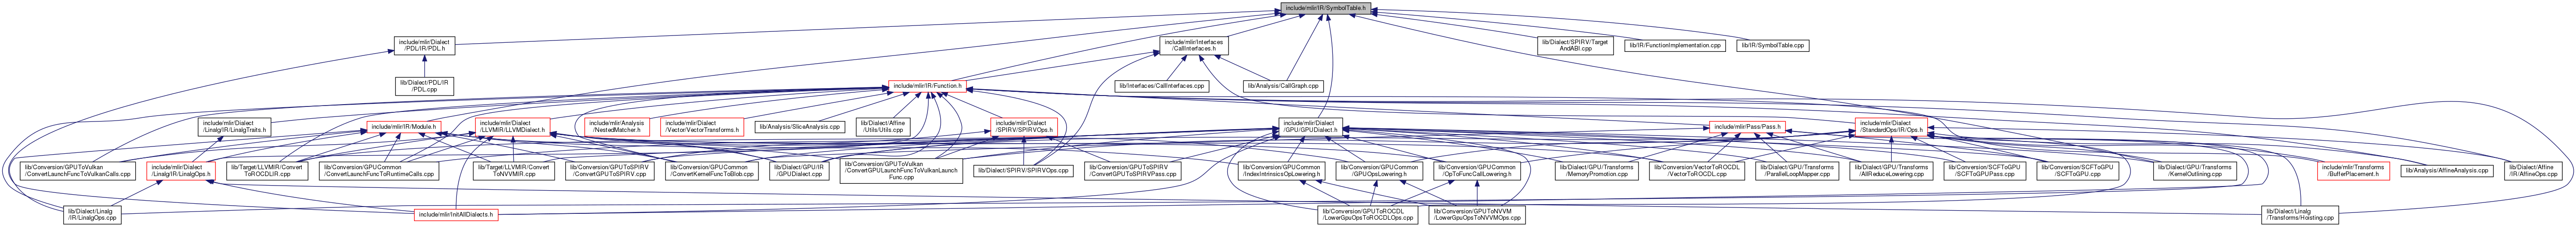 include/mlir/IR/SymbolTable.h
include/mlir/Dialect
/PDL/IR/PDL.h
include/mlir/Interfaces
/CallInterfaces.h
lib/Dialect/SPIRV/Target
AndABI.cpp
lib/IR/FunctionImplementation.cpp
lib/IR/SymbolTable.cpp
lib/Dialect/PDL/IR
/PDL.cpp
include/mlir/IR/Function.h
lib/Interfaces/CallInterfaces.cpp
lib/Analysis/CallGraph.cpp
include/mlir/Dialect
/Linalg/IR/LinalgTraits.h
include/mlir/IR/Module.h
include/mlir/Dialect
/LLVMIR/LLVMDialect.h
include/mlir/Analysis
/NestedMatcher.h
include/mlir/Dialect
/Vector/VectorTransforms.h
lib/Analysis/SliceAnalysis.cpp
lib/Dialect/Affine
/Utils/Utils.cpp
include/mlir/Dialect
/SPIRV/SPIRVOps.h
include/mlir/Dialect
/GPU/GPUDialect.h
include/mlir/Pass/Pass.h
include/mlir/Dialect
/StandardOps/IR/Ops.h
lib/Conversion/GPUToVulkan
/ConvertLaunchFuncToVulkanCalls.cpp
include/mlir/Dialect
/Linalg/IR/LinalgOps.h
lib/Target/LLVMIR/Convert
ToROCDLIR.cpp
lib/Conversion/GPUCommon
/ConvertLaunchFuncToRuntimeCalls.cpp
lib/Target/LLVMIR/Convert
ToNVVMIR.cpp
lib/Conversion/GPUToSPIRV
/ConvertGPUToSPIRV.cpp
lib/Conversion/GPUCommon
/ConvertKernelFuncToBlob.cpp
lib/Dialect/GPU/IR
/GPUDialect.cpp
lib/Conversion/GPUToVulkan
/ConvertGPULaunchFuncToVulkanLaunch
Func.cpp
lib/Dialect/SPIRV/SPIRVOps.cpp
lib/Conversion/GPUToSPIRV
/ConvertGPUToSPIRVPass.cpp
lib/Conversion/GPUCommon
/IndexIntrinsicsOpLowering.h
lib/Conversion/GPUCommon
/GPUOpsLowering.h
lib/Conversion/GPUCommon
/OpToFuncCallLowering.h
lib/Dialect/GPU/Transforms
/MemoryPromotion.cpp
lib/Conversion/VectorToROCDL
/VectorToROCDL.cpp
lib/Dialect/GPU/Transforms
/ParallelLoopMapper.cpp
lib/Dialect/GPU/Transforms
/AllReduceLowering.cpp
lib/Conversion/SCFToGPU
/SCFToGPUPass.cpp
lib/Conversion/SCFToGPU
/SCFToGPU.cpp
lib/Dialect/GPU/Transforms
/KernelOutlining.cpp
include/mlir/Transforms
/BufferPlacement.h
lib/Analysis/AffineAnalysis.cpp
lib/Dialect/Affine
/IR/AffineOps.cpp
lib/Dialect/Linalg
/IR/LinalgOps.cpp
include/mlir/InitAllDialects.h
lib/Conversion/GPUToROCDL
/LowerGpuOpsToROCDLOps.cpp
lib/Conversion/GPUToNVVM
/LowerGpuOpsToNVVMOps.cpp
lib/Dialect/Linalg
/Transforms/Hoisting.cpp